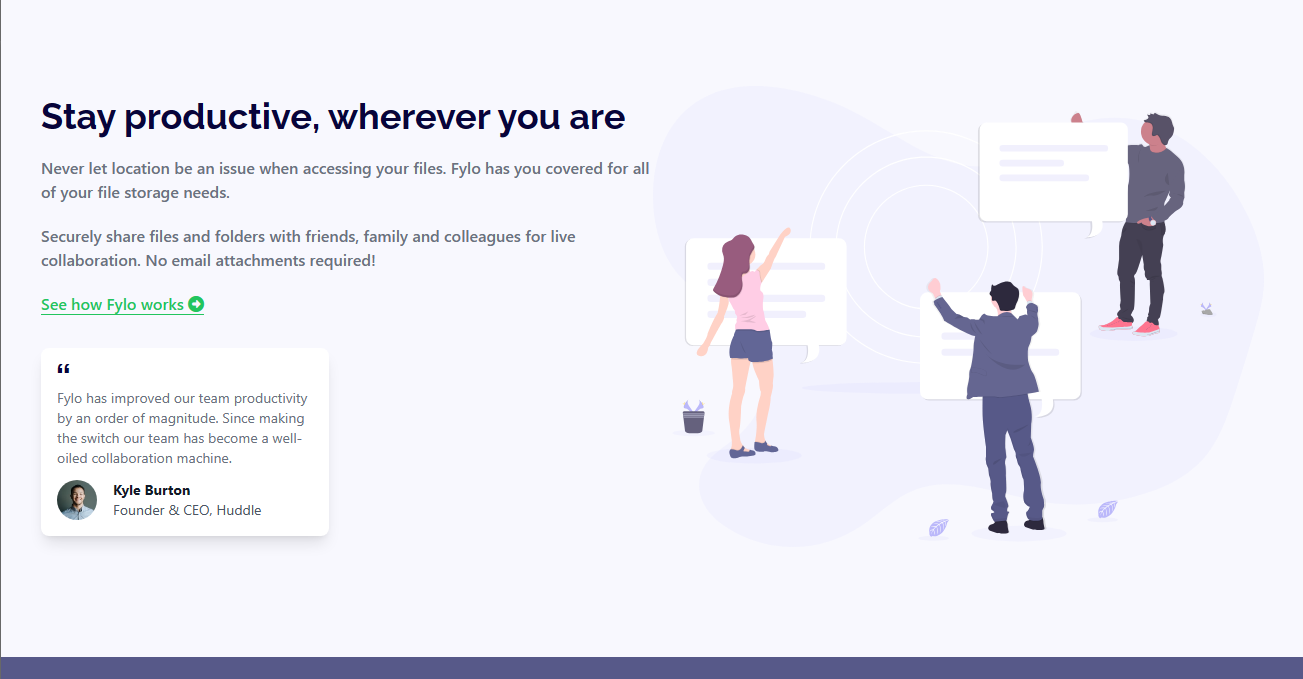 Stay productive, wherever you are
Never let location be an issue when accessing your files. Fylo has you covered for all
of your file storage needs.
Securely share files and folders with friends, family and colleagues for live
collaboration. No email attachments required!
See how Fylo works
“
Fylo has improved our team productivity
by an order of magnitude. Since making
the switch our team has become a well-
oiled collaboration machine.
Kyle Burton
Founder & CEO, Huddle